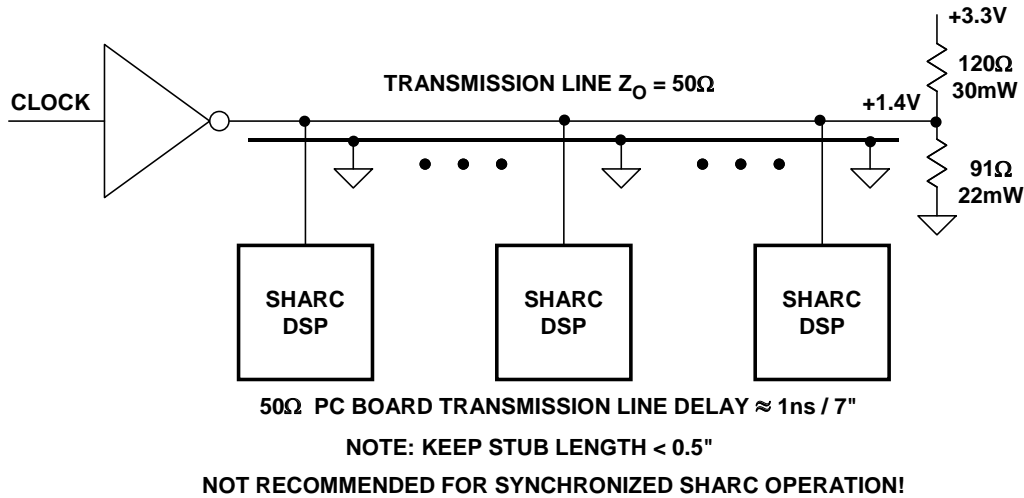 +3.3V
120Ω
30mW
TRANSMISSION LINE ZO = 50Ω
CLOCK
+1.4V
91Ω
22mW
SHARC
DSP
SHARC
DSP
SHARC
DSP
50Ω PC BOARD TRANSMISSION LINE DELAY ≈ 1ns / 7"
NOTE: KEEP STUB LENGTH < 0.5"
NOT RECOMMENDED FOR SYNCHRONIZED SHARC OPERATION!